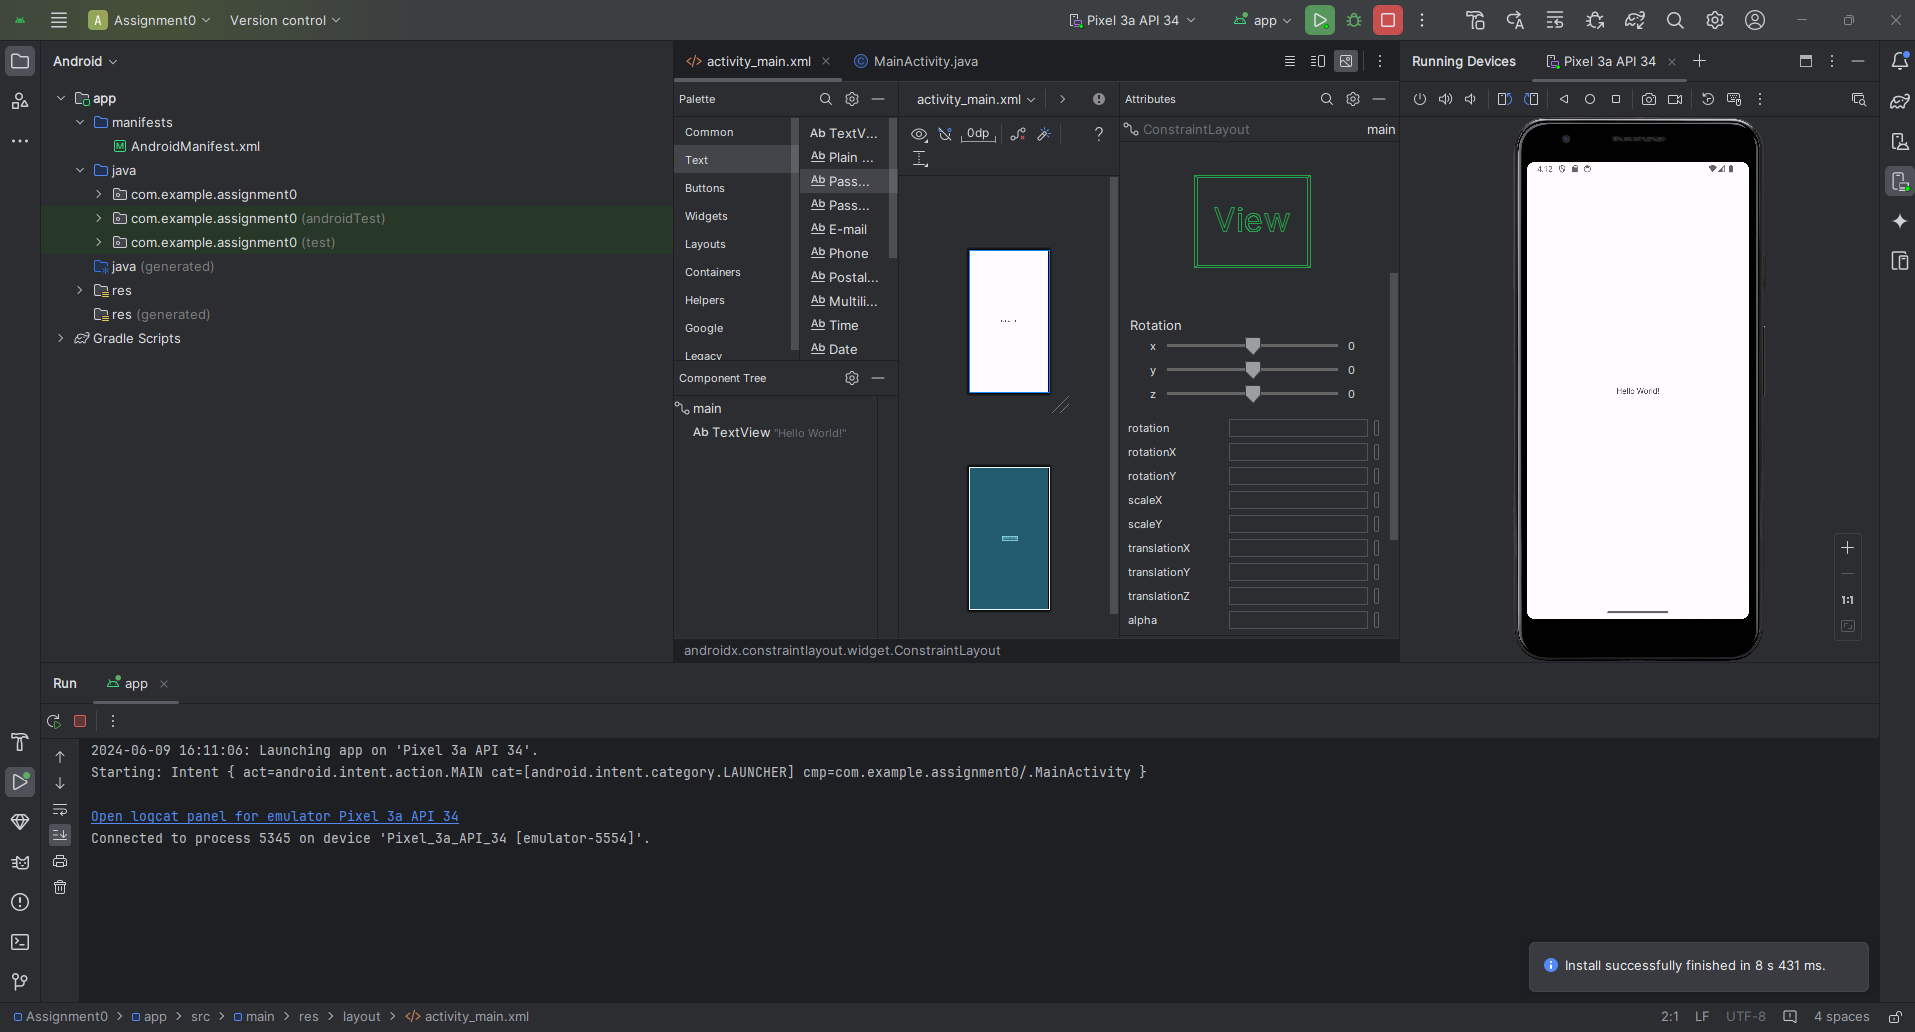 A Assignment0 Version control
Pixel 3a API 34 app
Android
app
manifests
M AndroidManifest.xml
java
com.example.assignment0
com.example.assignment0 (androidTest)
com.example.assignment0 (test)
java (generated)
res
res (generated)
Gradle Scripts
</> activity_main.xml
C MainActivity.java
Palette
Common
Text
Buttons
Widgets
Layouts
Containers
Helpers
Google
Legacy
Ab TextV...
Ab Plain ...
Ab Pass...
Ab Pass...
Ab E-mail
Ab Phone
Ab Postal...
Ab Multili...
Ab Time
Ab Date
Component Tree
main
Ab TextView "Hello World!"
activity_main.xml
0dp
?
Attributes
ConstraintLayout main
View
Rotation
x 0
y 0
z 0
rotation
rotationX
rotationY
scaleX
scaleY
translationX
translationY
translationZ
alpha
androidx.constraintlayout.widget.ConstraintLayout
Running Devices Pixel 3a API 34
4:12
Hello World!
1:1
Run app
2024-06-09 16:11:06: Launching app on 'Pixel 3a API 34'.
Starting: Intent { act=android.intent.action.MAIN cat=[android.intent.category.LAUNCHER] cmp=com.example.assignment0/.MainActivity }
Open logcat panel for emulator Pixel 3a API 34
Connected to process 5345 on device 'Pixel_3a_API_34 [emulator-5554]'.
Install successfully finished in 8 s 431 ms.
Assignment0 > app > src > main > res > layout > </> activity_main.xml
2:1 LF UTF-8 4 spaces